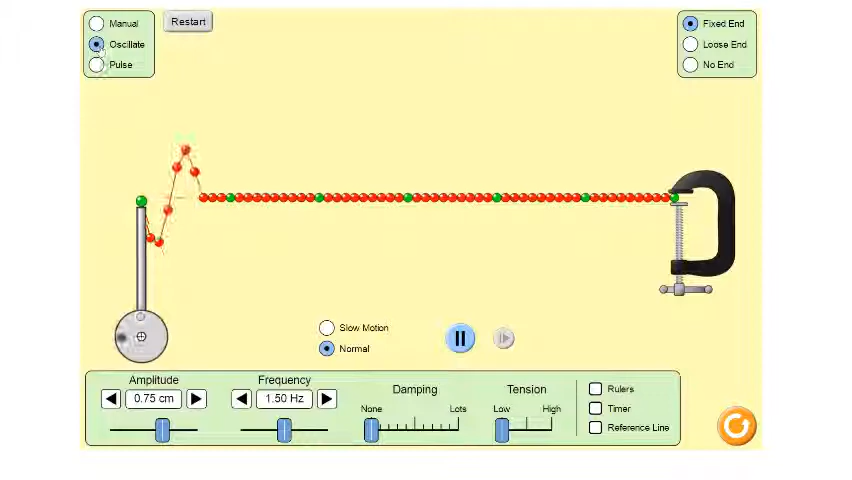 Manual
Oscillate
Pulse
Restart
Fixed End
Loose End
No End
Slow Motion
Normal
Amplitude
0.75 cm
Frequency
1.50 Hz
Damping
None
Lots
Tension
Low
High
Rulers
Timer
Reference Line